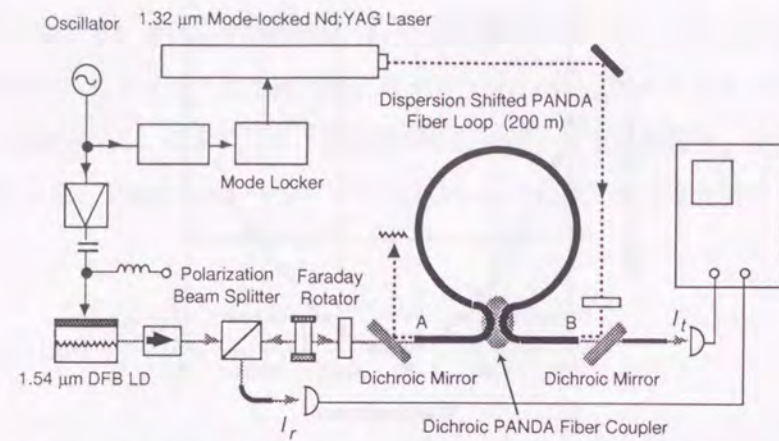 Oscillator
1.32 μm Mode-locked Nd;YAG Laser
Dispersion Shifted PANDA
Fiber Loop (200 m)
Mode Locker
Polarization
Beam Splitter
Faraday
Rotator
A
B
I_t
1.54 μm DFB LD
Dichroic Mirror
Dichroic Mirror
I_r
Dichroic PANDA Fiber Coupler